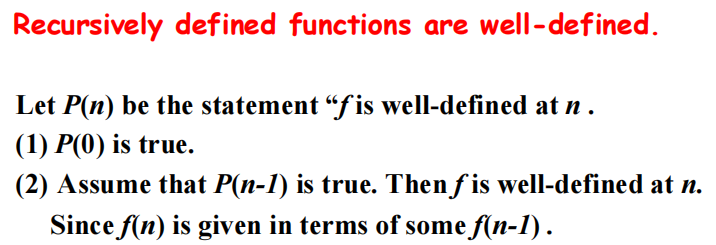 Recursively defined functions are well-defined.
Let P(n) be the statement “f is well-defined at n .
(1) P(0) is true.
(2) Assume that P(n-1) is true. Then f is well-defined at n.
Since f(n) is given in terms of some f(n-1) .